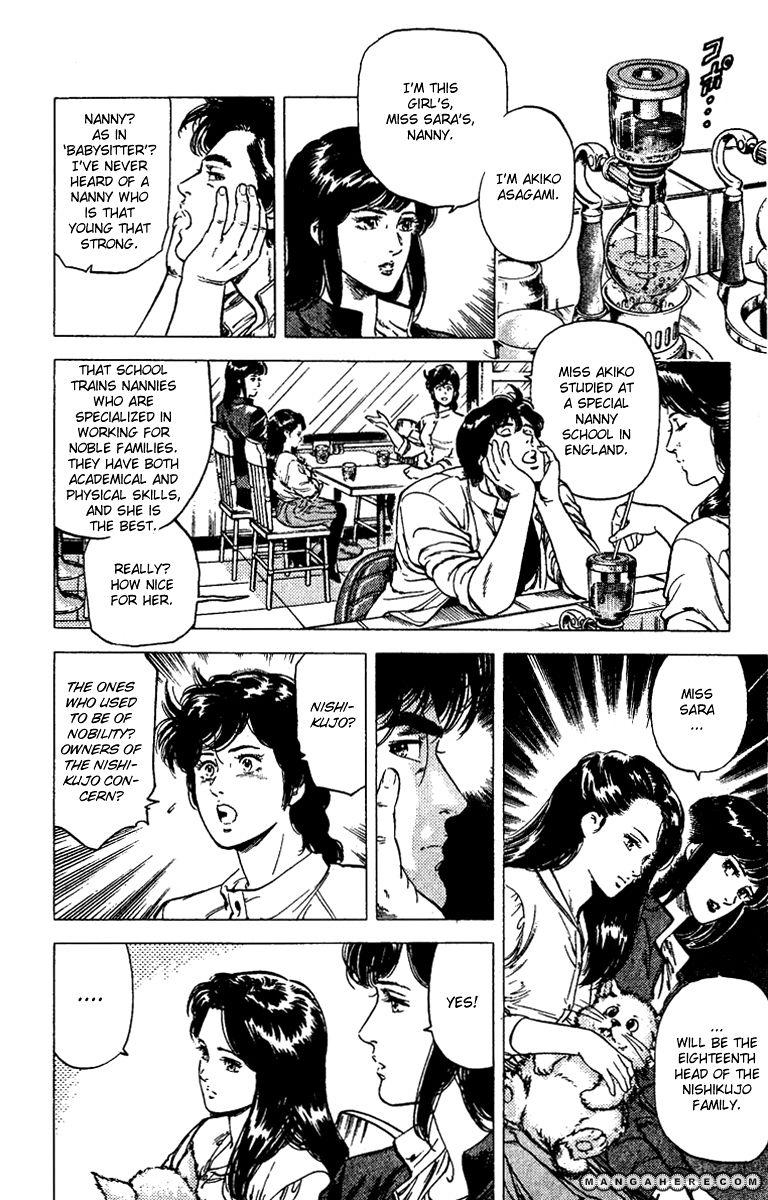 コポ…
I'M THIS
GIRL'S,
MISS SARA'S,
NANNY.
I'M AKIKO
ASAGAMI.
NANNY?
AS IN
'BABYSITTER'?
I'VE NEVER
HEARD OF A
NANNY WHO
IS THAT
YOUNG THAT
STRONG.
MISS AKIKO
STUDIED AT
A SPECIAL
NANNY
SCHOOL IN
ENGLAND.
THAT SCHOOL
TRAINS NANNIES
WHO ARE
SPECIALIZED IN
WORKING FOR
NOBLE FAMILIES.
THEY HAVE BOTH
ACADEMICAL AND
PHYSICAL SKILLS,
AND SHE IS
THE BEST.
REALLY?
HOW NICE
FOR HER.
MISS
SARA
...
...
WILL BE THE
EIGHTEENTH
HEAD OF THE
NISHIKUJO
FAMILY.
NISHI-
KUJO?
THE ONES
WHO USED
TO BE OF
NOBILITY?
OWNERS OF
THE NISHI-
KUJO CON-
CERN?
YES!
....
MANGAHERE.COM